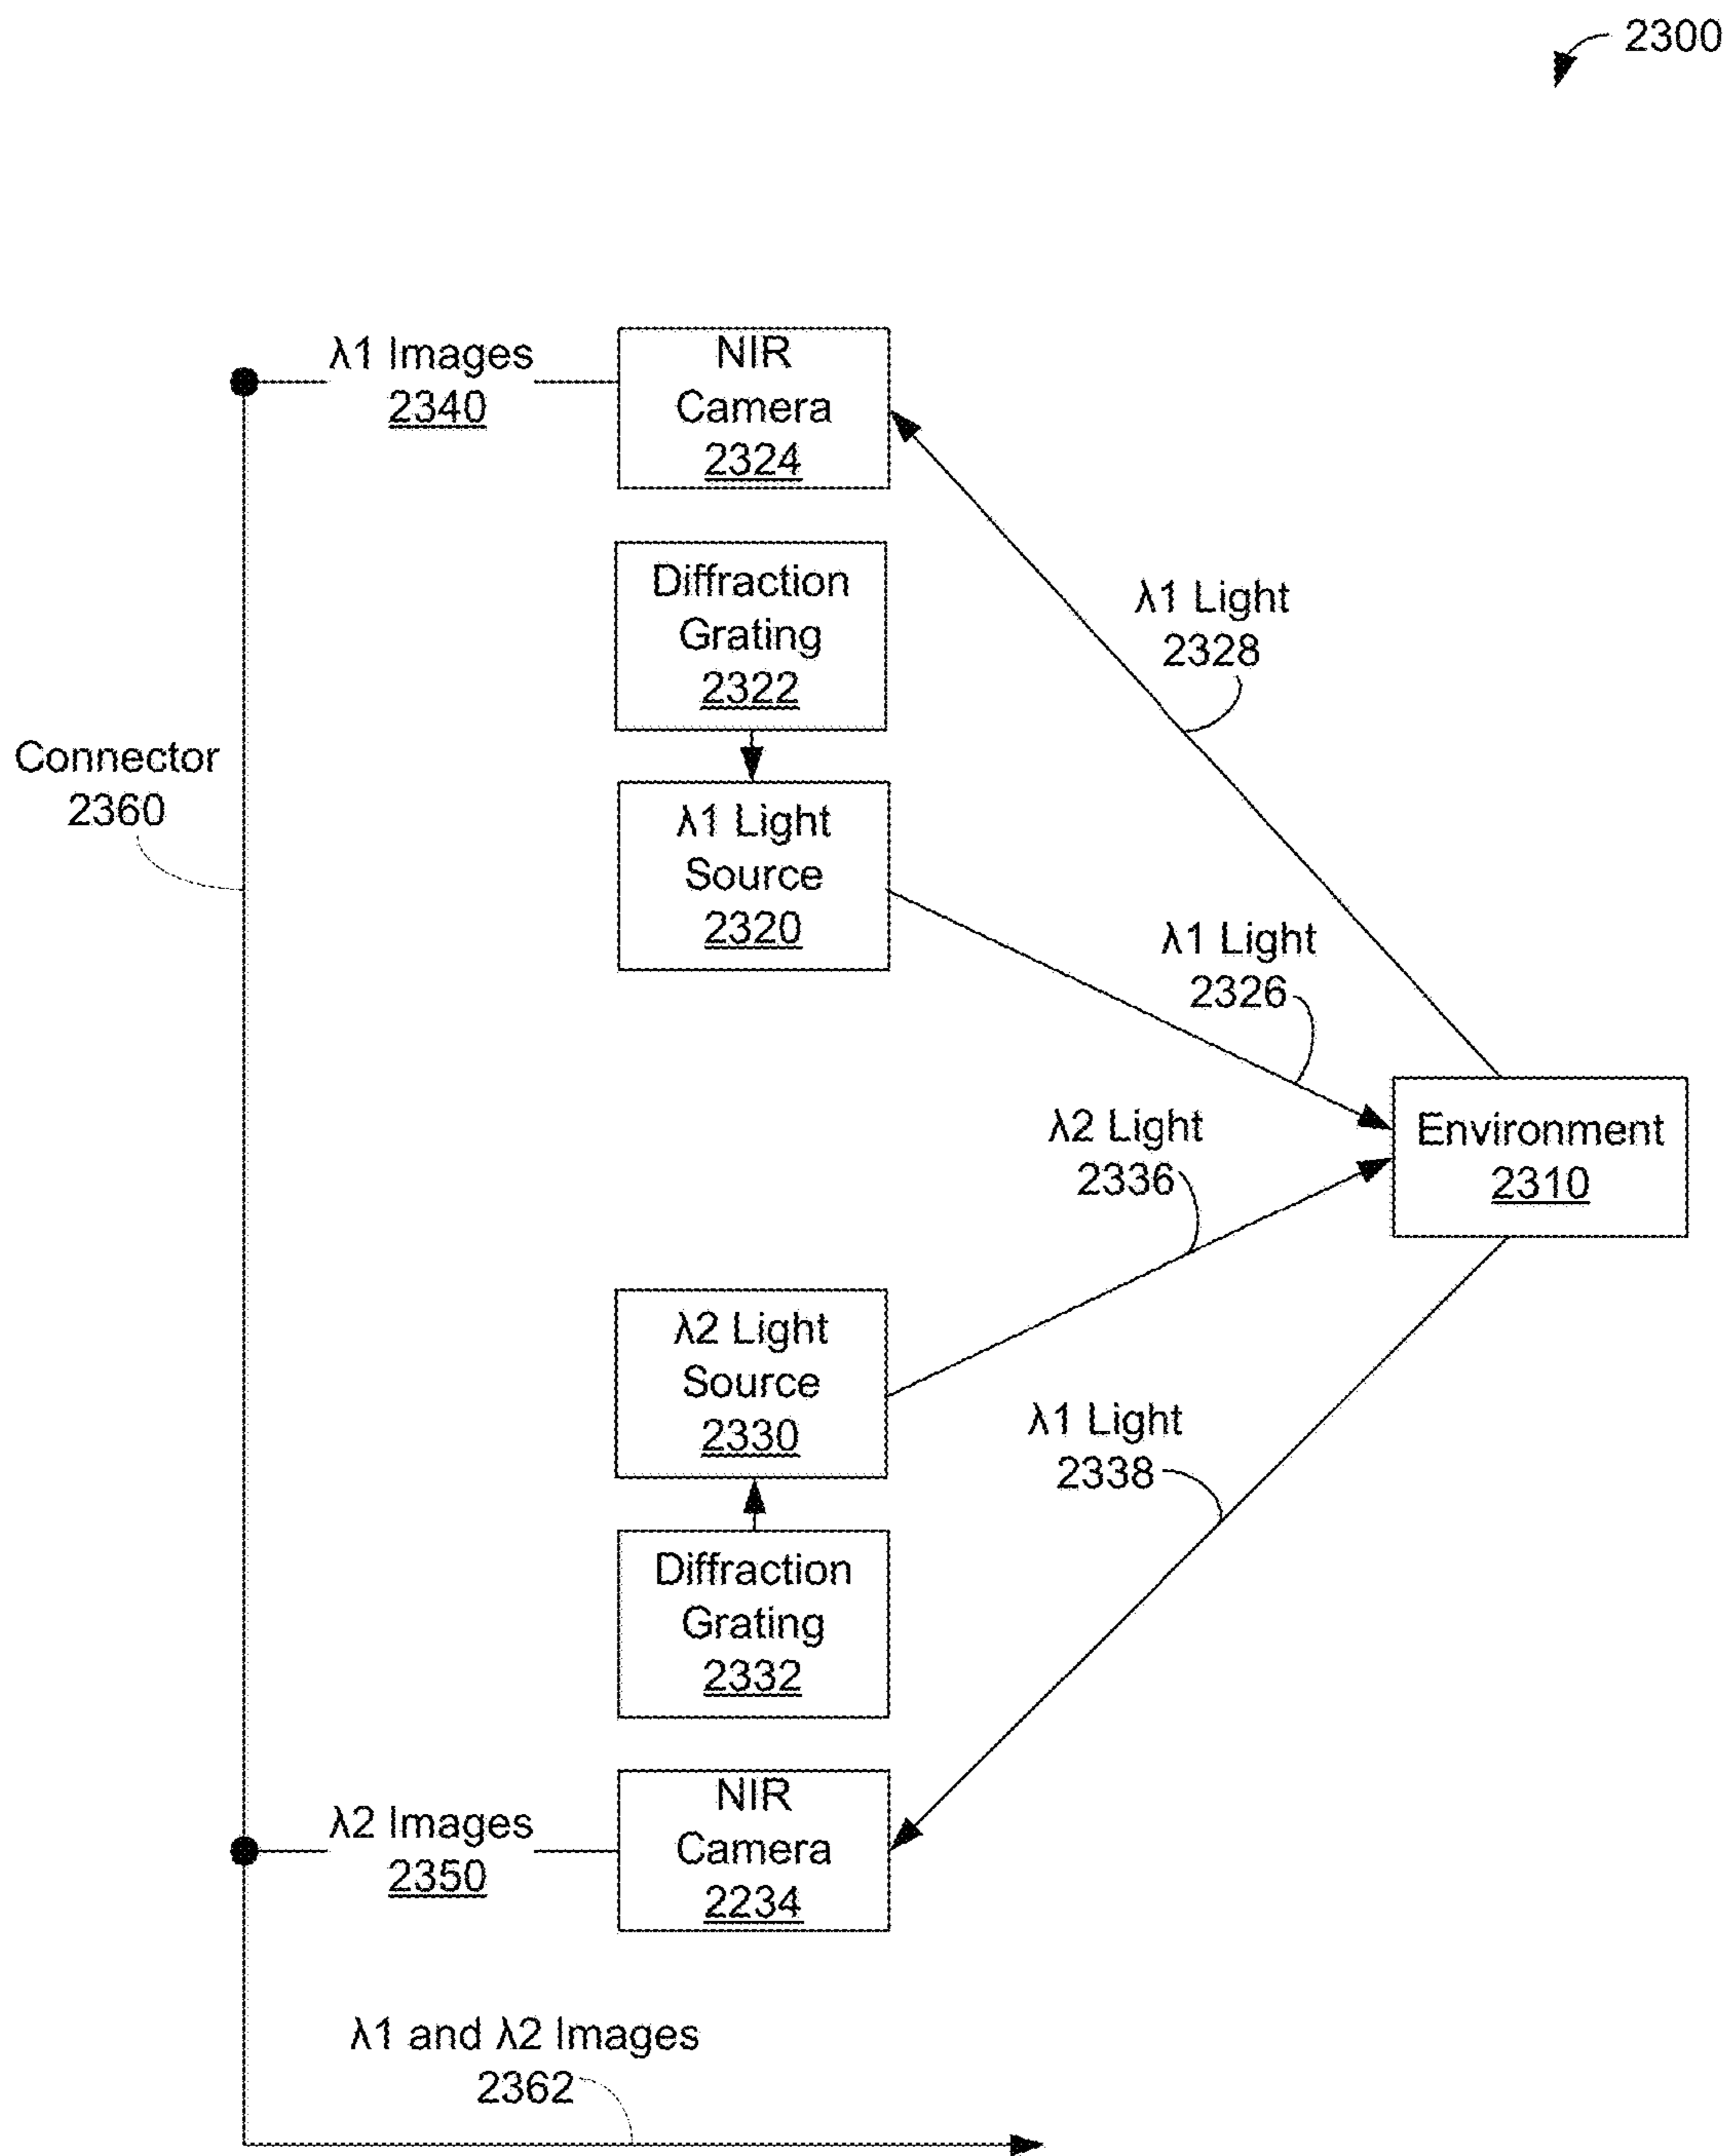 2300
λ1 Images
2340
NIR
Camera
2324
Diffraction
Grating
2322
λ1 Light
2328
Connector
2360
λ1 Light
Source
2320
λ1 Light
2326
λ2 Light
2336
Environment
2310
λ2 Light
Source
2330
λ1 Light
2338
Diffraction
Grating
2332
λ2 Images
2350
NIR
Camera
2234
λ1 and λ2 Images
2362